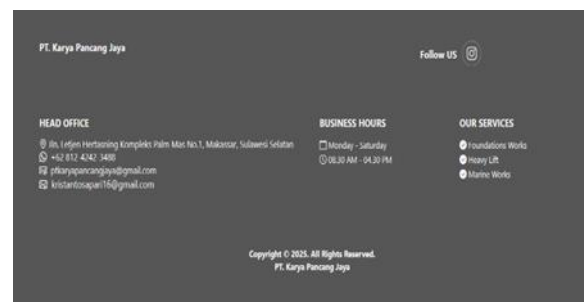 PT. Karya Pancang Jaya
Follow US
HEAD OFFICE
Jln. Letjen Hertasning Kompleks Palm Mas No.1, Makassar, Sulawesi Selatan
+62 812 4242 3488
ptkaryapancangjaya@gmail.com
kristantosapari16@gmail.com
BUSINESS HOURS
Monday - Saturday
08.30 AM - 04.30 PM
OUR SERVICES
Foundations Works
Heavy Lift
Marine Works
Copyright © 2025. All Rights Reserved.
PT. Karya Pancang Jaya